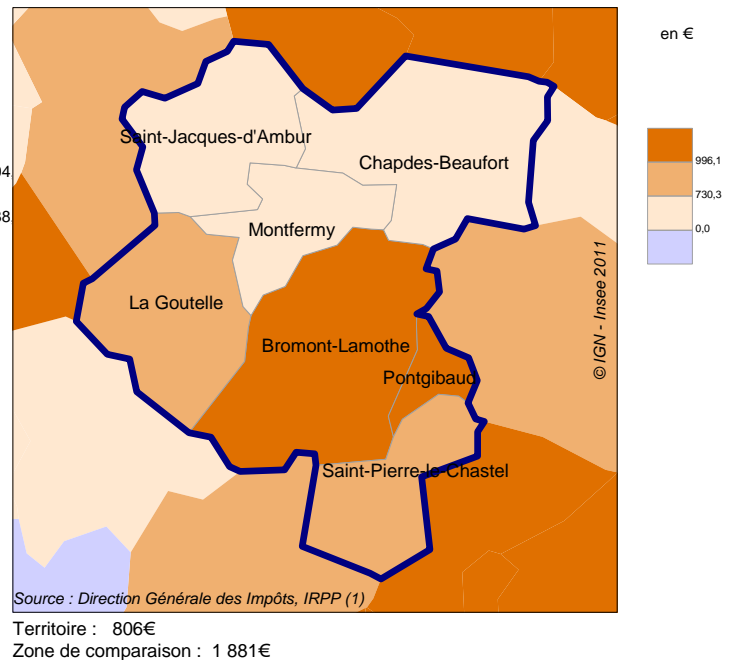 en €
Saint-Jacques-d'Ambur
Chapdes-Beaufort
996,1
730,3
0,0
Montfermy
La Goutelle
Bromont-Lamothe
Pontgibaud
Saint-Pierre-le-Chastel
© IGN - Insee 2011
Source : Direction Générale des Impôts, IRPP (1)
Territoire : 806€
Zone de comparaison : 1 881€